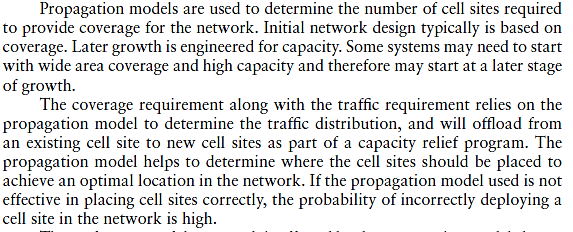 Propagation models are used to determine the number of cell sites required
to provide coverage for the network. Initial network design typically is based on
coverage. Later growth is engineered for capacity. Some systems may need to start
with wide area coverage and high capacity and therefore may start at a later stage
of growth.
The coverage requirement along with the traffic requirement relies on the
propagation model to determine the traffic distribution, and will offload from
an existing cell site to new cell sites as part of a capacity relief program. The
propagation model helps to determine where the cell sites should be placed to
achieve an optimal location in the network. If the propagation model used is not
effective in placing cell sites correctly, the probability of incorrectly deploying a
cell site in the network is high.